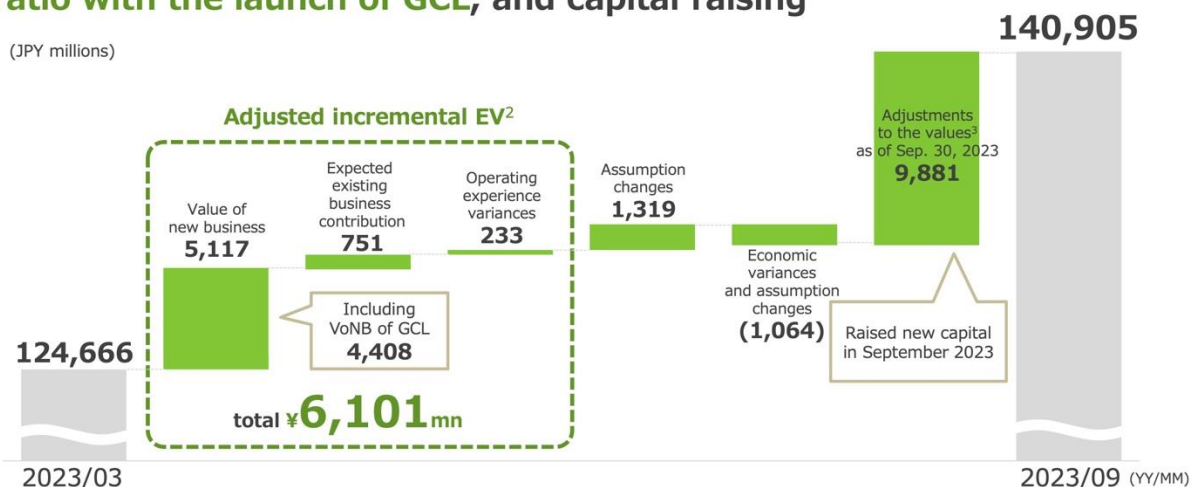 atio with the launch of GCL, and capital raising
(JPY millions)
140,905
Adjusted incremental EV2
Value of
new business
5,117
Expected
existing
business
contribution
751
Operating
experience
variances
233
Assumption
changes
1,319
Economic
variances
and assumption
changes
(1,064)
Adjustments
to the values3
as of Sep. 30, 2023
9,881
Including
VoNB of GCL
4,408
Raised new capital
in September 2023
124,666
total ¥6,101mn
2023/03
2023/09 (YY/MM)